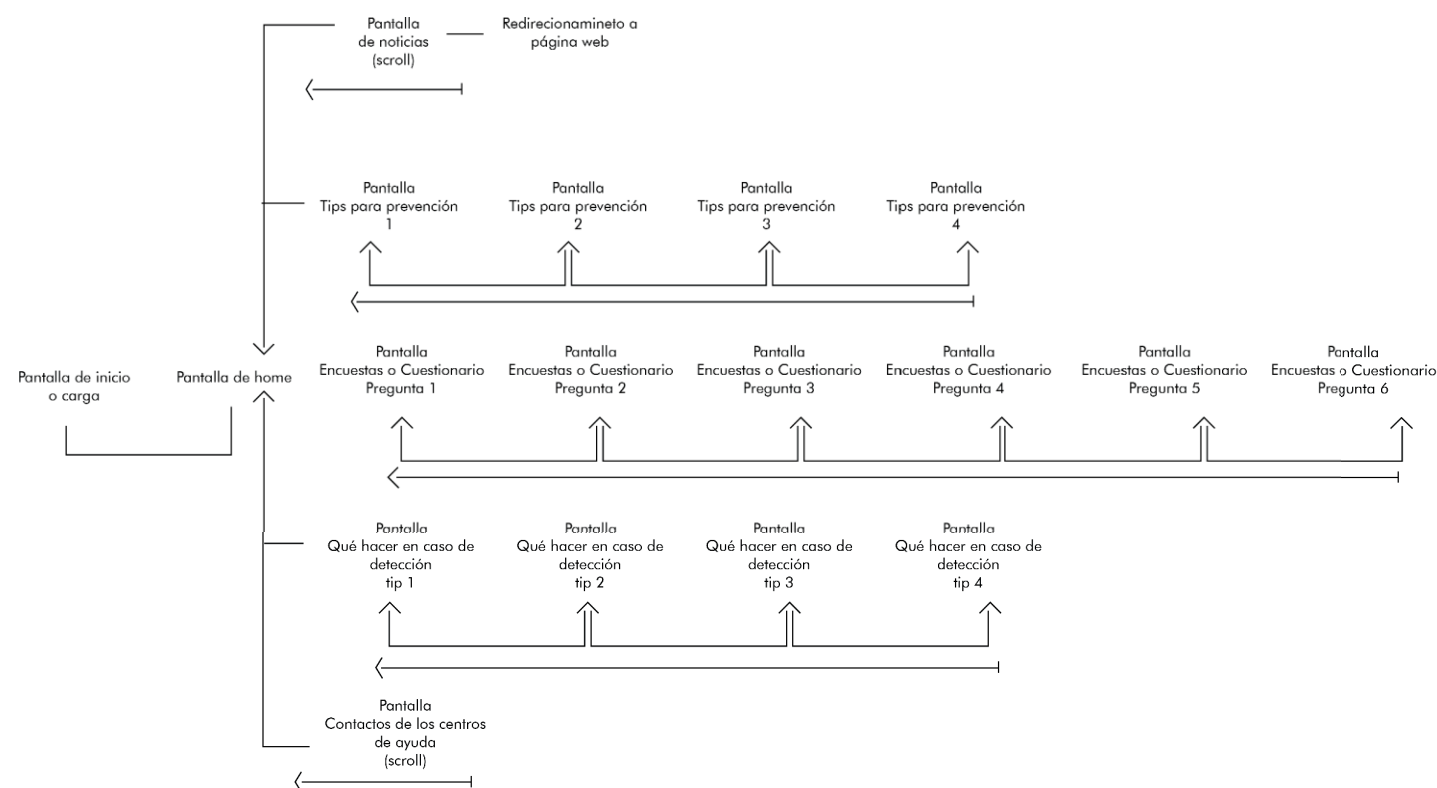 Pantalla
de noticias
(scroll)
Redirecionamineto a
página web
Pantalla
Tips para prevención
1
Pantalla
Tips para prevención
2
Pantalla
Tips para prevención
3
Pantalla
Tips para prevención
4
Pantalla de inicio
o carga
Pantalla de home
Pantalla
Encuestas o Cuestionario
Pregunta 1
Pantalla
Encuestas o Cuestionario
Pregunta 2
Pantalla
Encuestas o Cuestionario
Pregunta 3
Pantalla
Encuestas o Cuestionario
Pregunta 4
Pantalla
Encuestas o Cuestionario
Pregunta 5
Pantalla
Encuestas o Cuestionario
Pregunta 6
Pantalla
Qué hacer en caso de
detección
tip 1
Pantalla
Qué hacer en caso de
detección
tip 2
Pantalla
Qué hacer en caso de
detección
tip 3
Pantalla
Qué hacer en caso de
detección
tip 4
Pantalla
Contactos de los centros
de ayuda
(scroll)